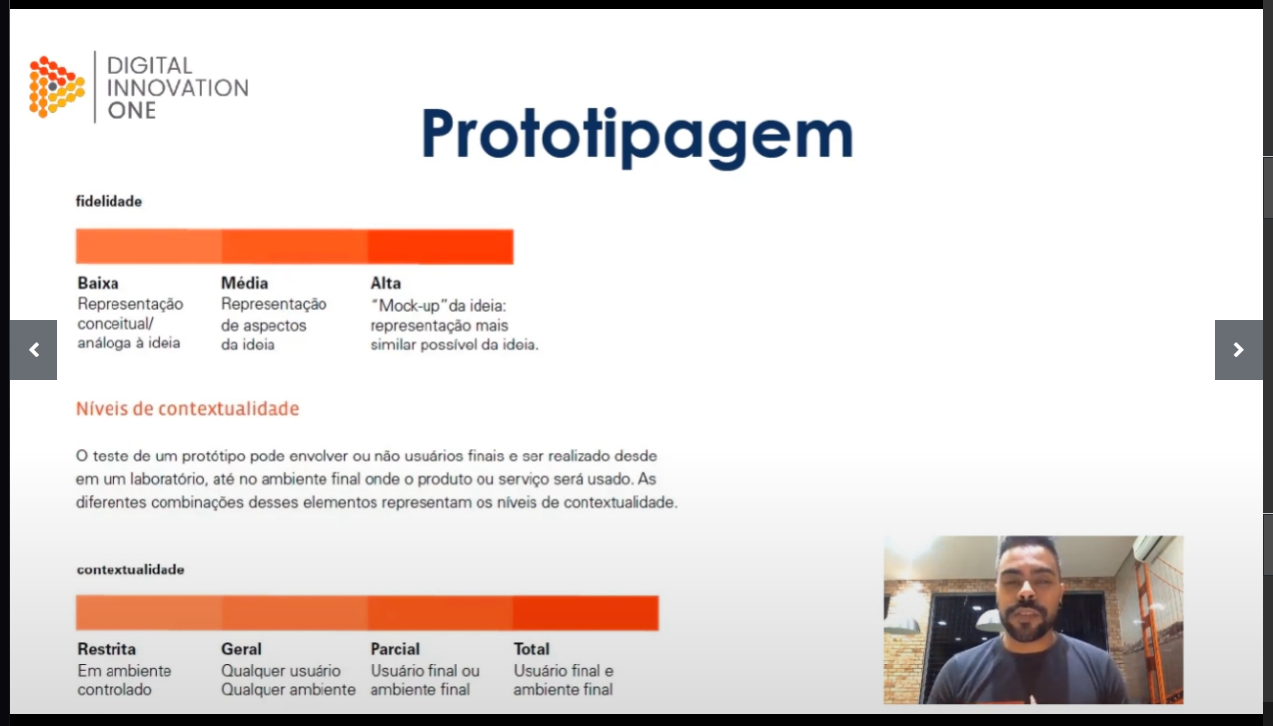 DIGITAL
INNOVATION
ONE
Prototipagem
fidelidade
Baixa
Representação
conceitual/
análoga à ideia
Média
Representação
de aspectos
da ideia
Alta
“Mock-up” da ideia:
representação mais
similar possível da ideia.
Níveis de contextualidade
O teste de um protótipo pode envolver ou não usuários finais e ser realizado desde
em um laboratório, até no ambiente final onde o produto ou serviço será usado. As
diferentes combinações desses elementos representam os níveis de contextualidade.
contextualidade
Restrita
Em ambiente
controlado
Geral
Qualquer usuário
Qualquer ambiente
Parcial
Usuário final ou
ambiente final
Total
Usuário final e
ambiente final